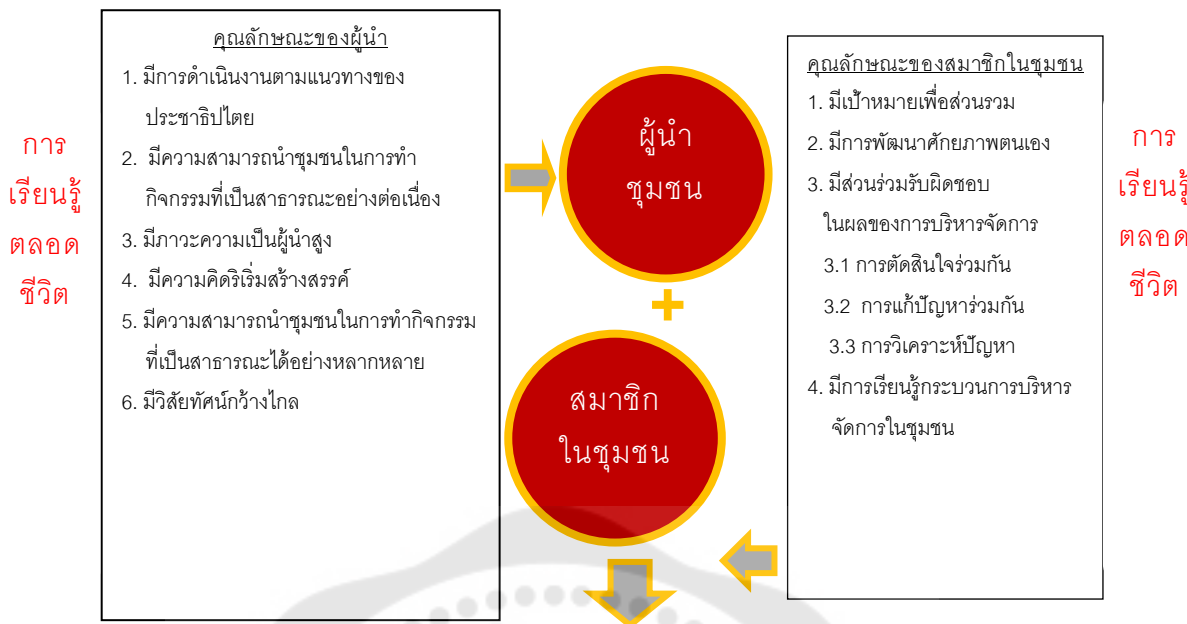 การ
เรียนรู้
ตลอด
ชีวิต
คุณลักษณะของผู้นำ
1. มีการดำเนินงานตามแนวทางของ
ประชาธิปไตย
2. มีความสามารถนำชุมชนในการทำ
กิจกรรมที่เป็นสาธารณะอย่างต่อเนื่อง
3. มีภาวะความเป็นผู้นำสูง
4. มีความคิดริเริ่มสร้างสรรค์
5. มีความสามารถนำชุมชนในการทำกิจกรรม
ที่เป็นสาธารณะได้อย่างหลากหลาย
6. มีวิสัยทัศน์กว้างไกล
ผู้นำ
ชุมชน
สมาชิก
ในชุมชน
คุณลักษณะของสมาชิกในชุมชน
1. มีเป้าหมายเพื่อส่วนรวม
2. มีการพัฒนาศักยภาพตนเอง
3. มีส่วนร่วมรับผิดชอบ
ในผลของการบริหารจัดการ
3.1 การตัดสินใจร่วมกัน
3.2 การแก้ปัญหาร่วมกัน
3.3 การวิเคราะห์ปัญหา
4. มีการเรียนรู้กระบวนการบริหาร
จัดการในชุมชน
การ
เรียนรู้
ตลอด
ชีวิต